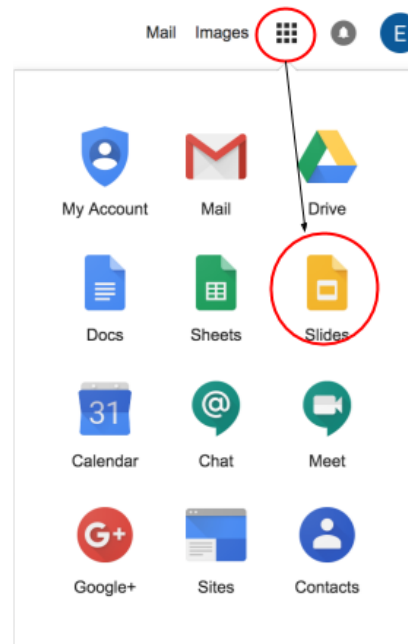 Mail Images E
My Account Mail Drive
Docs Sheets Slides
31
Calendar Chat Meet
G+
Google+ Sites Contacts